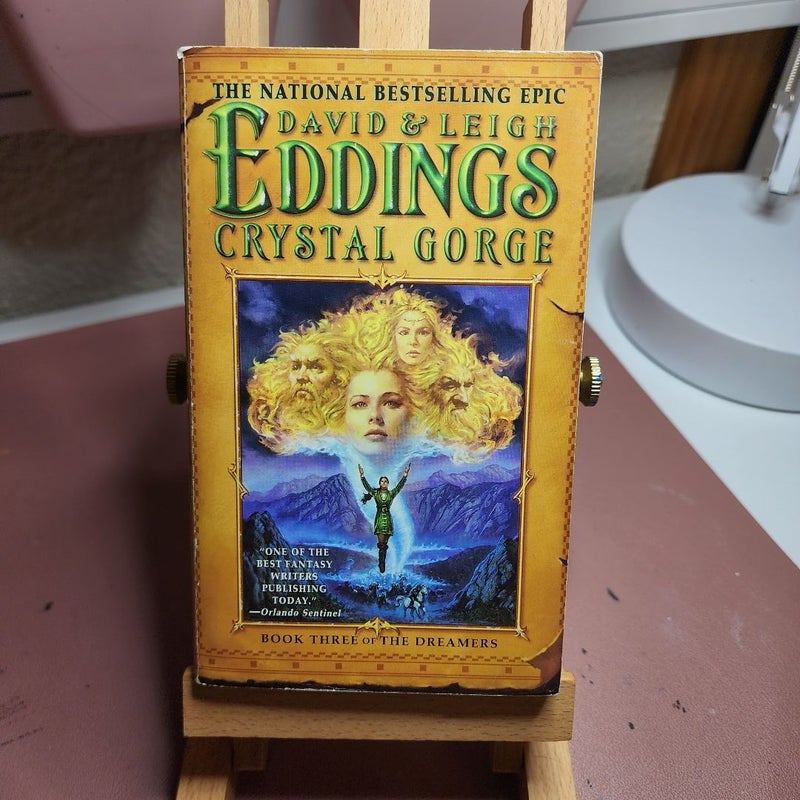 THE NATIONAL BESTSELLING EPIC
DAVID & LEIGH
EDDINGS
CRYSTAL GORGE
"ONE OF THE
BEST FANTASY
WRITERS
PUBLISHING
TODAY."
—Orlando Sentinel
BOOK THREE OF THE DREAMERS